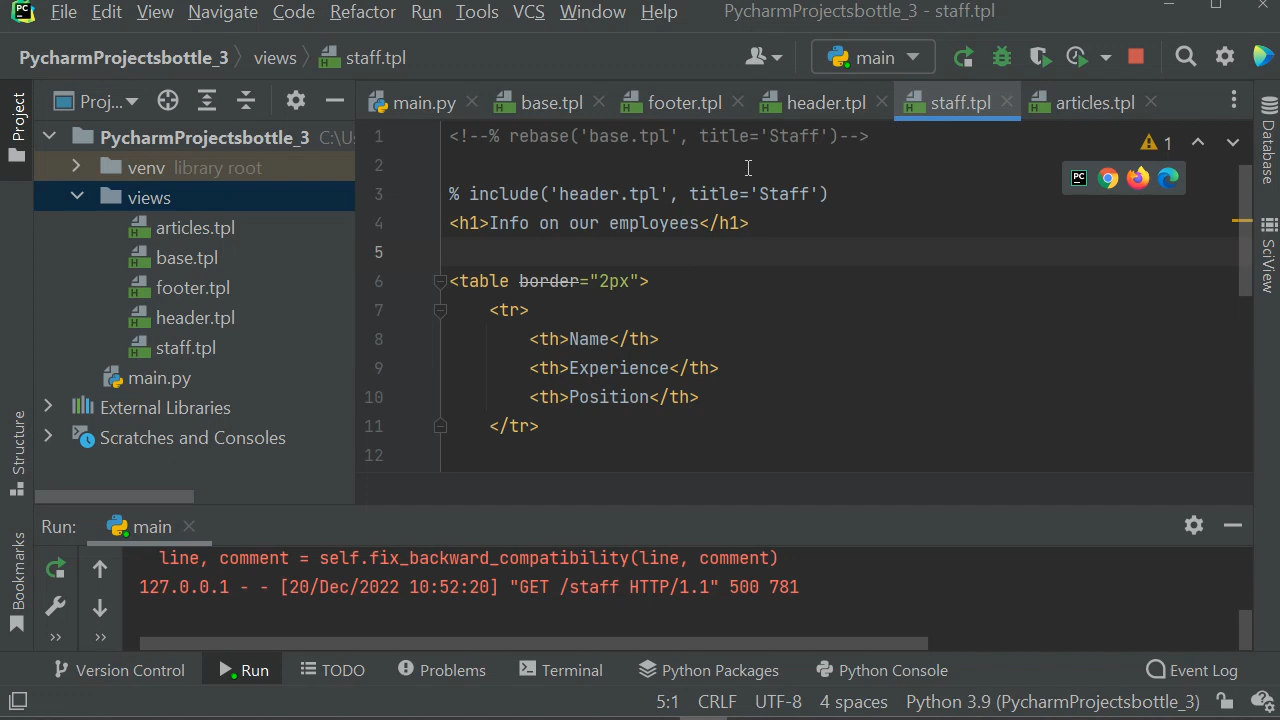 File Edit View Navigate Code Refactor Run Tools VCS Window Help PycharmProjectsbottle_3 - staff.tpl
PycharmProjectsbottle_3 views staff.tpl main
Project
Proj...
main.py base.tpl footer.tpl header.tpl staff.tpl articles.tpl
PycharmProjectsbottle_3 C:\U
venv library root
views
articles.tpl
base.tpl
footer.tpl
header.tpl
staff.tpl
main.py
External Libraries
Scratches and Consoles
1 <!--% rebase('base.tpl', title='Staff')-->
1
2
3 % include('header.tpl', title='Staff')
4 <h1>Info on our employees</h1>
5
6 <table border="2px">
7 <tr>
8 <th>Name</th>
9 <th>Experience</th>
10 <th>Position</th>
11 </tr>
12
Database
SciView
Structure
Bookmarks
Run: main
line, comment = self.fix_backward_compatibility(line, comment)
127.0.0.1 - - [20/Dec/2022 10:52:20] "GET /staff HTTP/1.1" 500 781
Version Control Run TODO Problems Terminal Python Packages Python Console Event Log
5:1 CRLF UTF-8 4 spaces Python 3.9 (PycharmProjectsbottle_3)